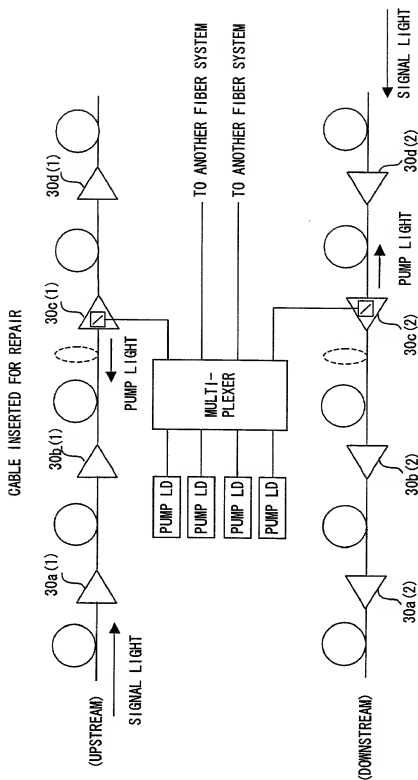 CABLE INSERTED FOR REPAIR
30a(1)
30b(1)
30c(1)
30d(1)
(UPSTREAM)
SIGNAL LIGHT
PUMP LIGHT
PUMP LD
PUMP LD
PUMP LD
PUMP LD
MULTI-
PLEXER
TO ANOTHER FIBER SYSTEM
TO ANOTHER FIBER SYSTEM
PUMP LIGHT
SIGNAL LIGHT
(DOWNSTREAM)
30a(2)
30b(2)
30c(2)
30d(2)